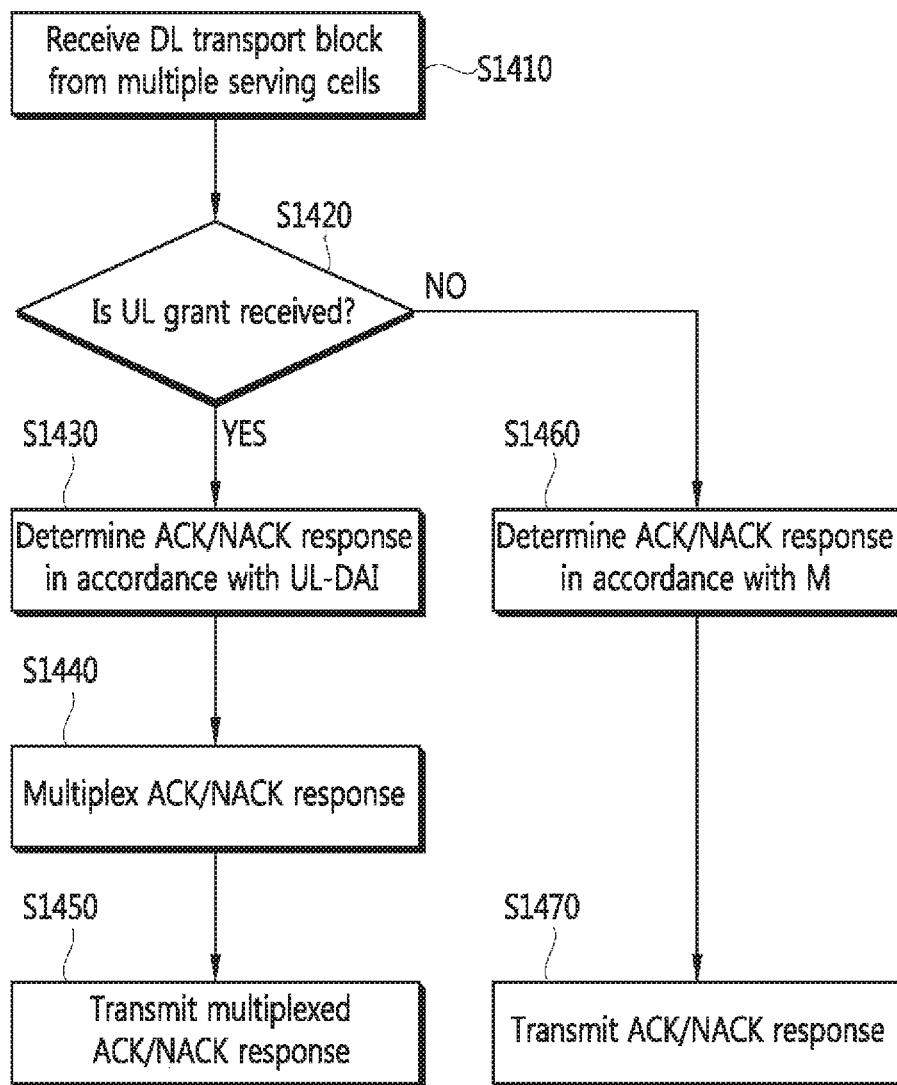 Receive DL transport block
from multiple serving cells
S1410
S1420
Is UL grant received?
NO
YES
S1430
Determine ACK/NACK response
in accordance with UL-DAI
S1460
Determine ACK/NACK response
in accordance with M
S1440
Multiplex ACK/NACK response
S1450
Transmit multiplexed
ACK/NACK response
S1470
Transmit ACK/NACK response